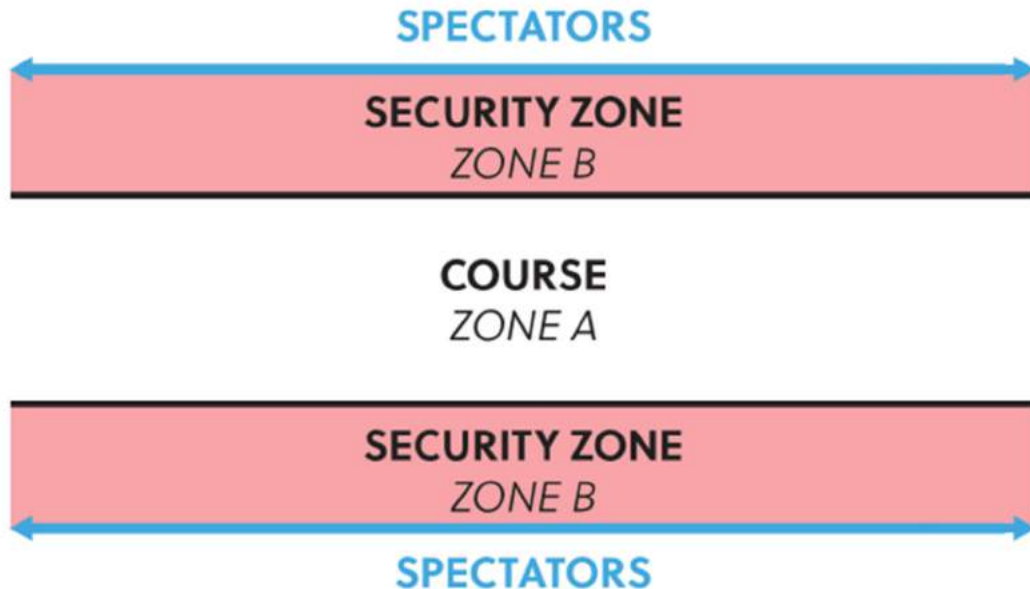 SPECTATORS
SECURITY ZONE
ZONE B
COURSE
ZONE A
SECURITY ZONE
ZONE B
SPECTATORS